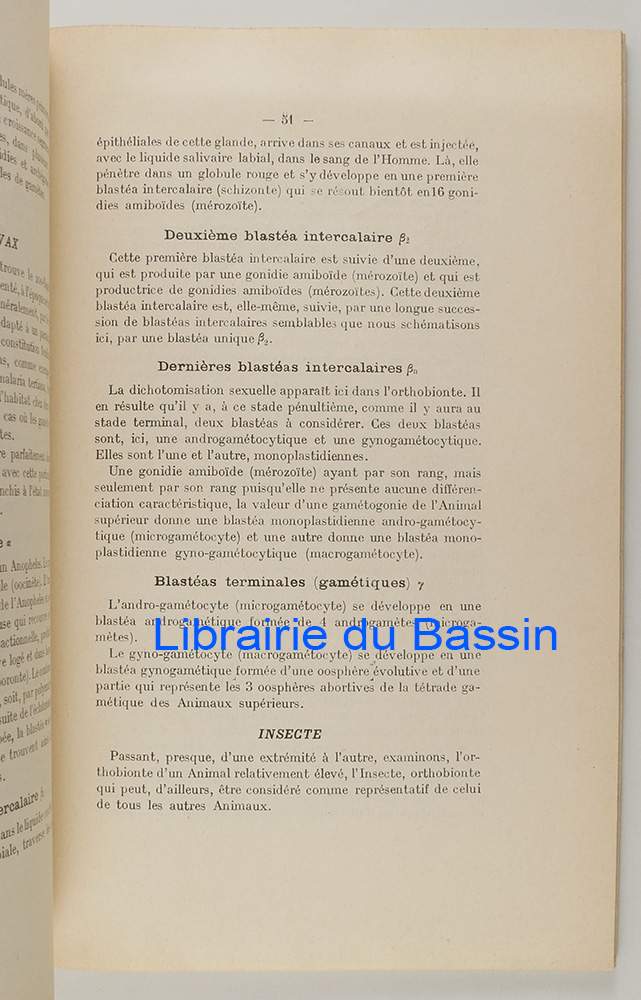 — 51 —
épithéliales de cette glande, arrive dans ses canaux et est injectée,
avec le liquide salivaire labial, dans le sang de l'Homme. Là, elle
pénètre dans un globule rouge et s'y développe en une première
blastéa intercalaire (schizonte) qui se résout bientôt en 16 goni-
dies amiboïdes (mérozoïte).
Deuxième blastéa intercalaire β₂
Cette première blastéa intercalaire est suivie d'une deuxième,
qui est produite par une gonidie amiboïde (mérozoïte) et qui est
productrice de gonidies amiboïdes (mérozoïtes). Cette deuxième
blastéa intercalaire est, elle-même, suivie, par une longue succes-
sion de blastéas intercalaires semblables que nous schématisons
ici, par une blastéa unique β₂.
Dernières blastéas intercalaires βₙ
La dichotomisation sexuelle apparaît ici dans l'orthobionte. Il
en résulte qu'il y a, à ce stade pénultième, comme il y aura au
stade terminal, deux blastéas à considérer. Ces deux blastéas
sont, ici, une androgamétocytique et une gynogamétocytique.
Elles sont l'une et l'autre, monoplastidiennes.
Une gonidie amiboïde (mérozoïte) ayant par son rang, mais
seulement par son rang puisqu'elle ne présente aucune différen-
ciation caractéristique, la valeur d'une gamétogonie de l'Animal
supérieur donne une blastéa monoplastidienne andro-gamétocy-
tique (microgamétocyte) et une autre donne une blastéa mono-
plastidienne gyno-gamétocytique (macrogamétocyte).
Blastéas terminales (gamétiques) γ
L'andro-gamétocyte (microgamétocyte) se développe en une
blastéa androgamétique formée de 4 androgamètes (microga-
mètes).
Librairie du Bassin
Le gyno-gamétocyte (macrogamétocyte) se développe en une
blastéa gynogamétique formée d'une oosphère évolutive et d'une
partie qui représente les 3 oosphères abortives de la tétrade ga-
métique des Animaux supérieurs.
INSECTE
Passant, presque, d'une extrémité à l'autre, examinons, l'or-
thobionte d'un Animal relativement élevé, l'Insecte, orthobionte
qui peut, d'ailleurs, être considéré comme représentatif de celui
de tous les autres Animaux.